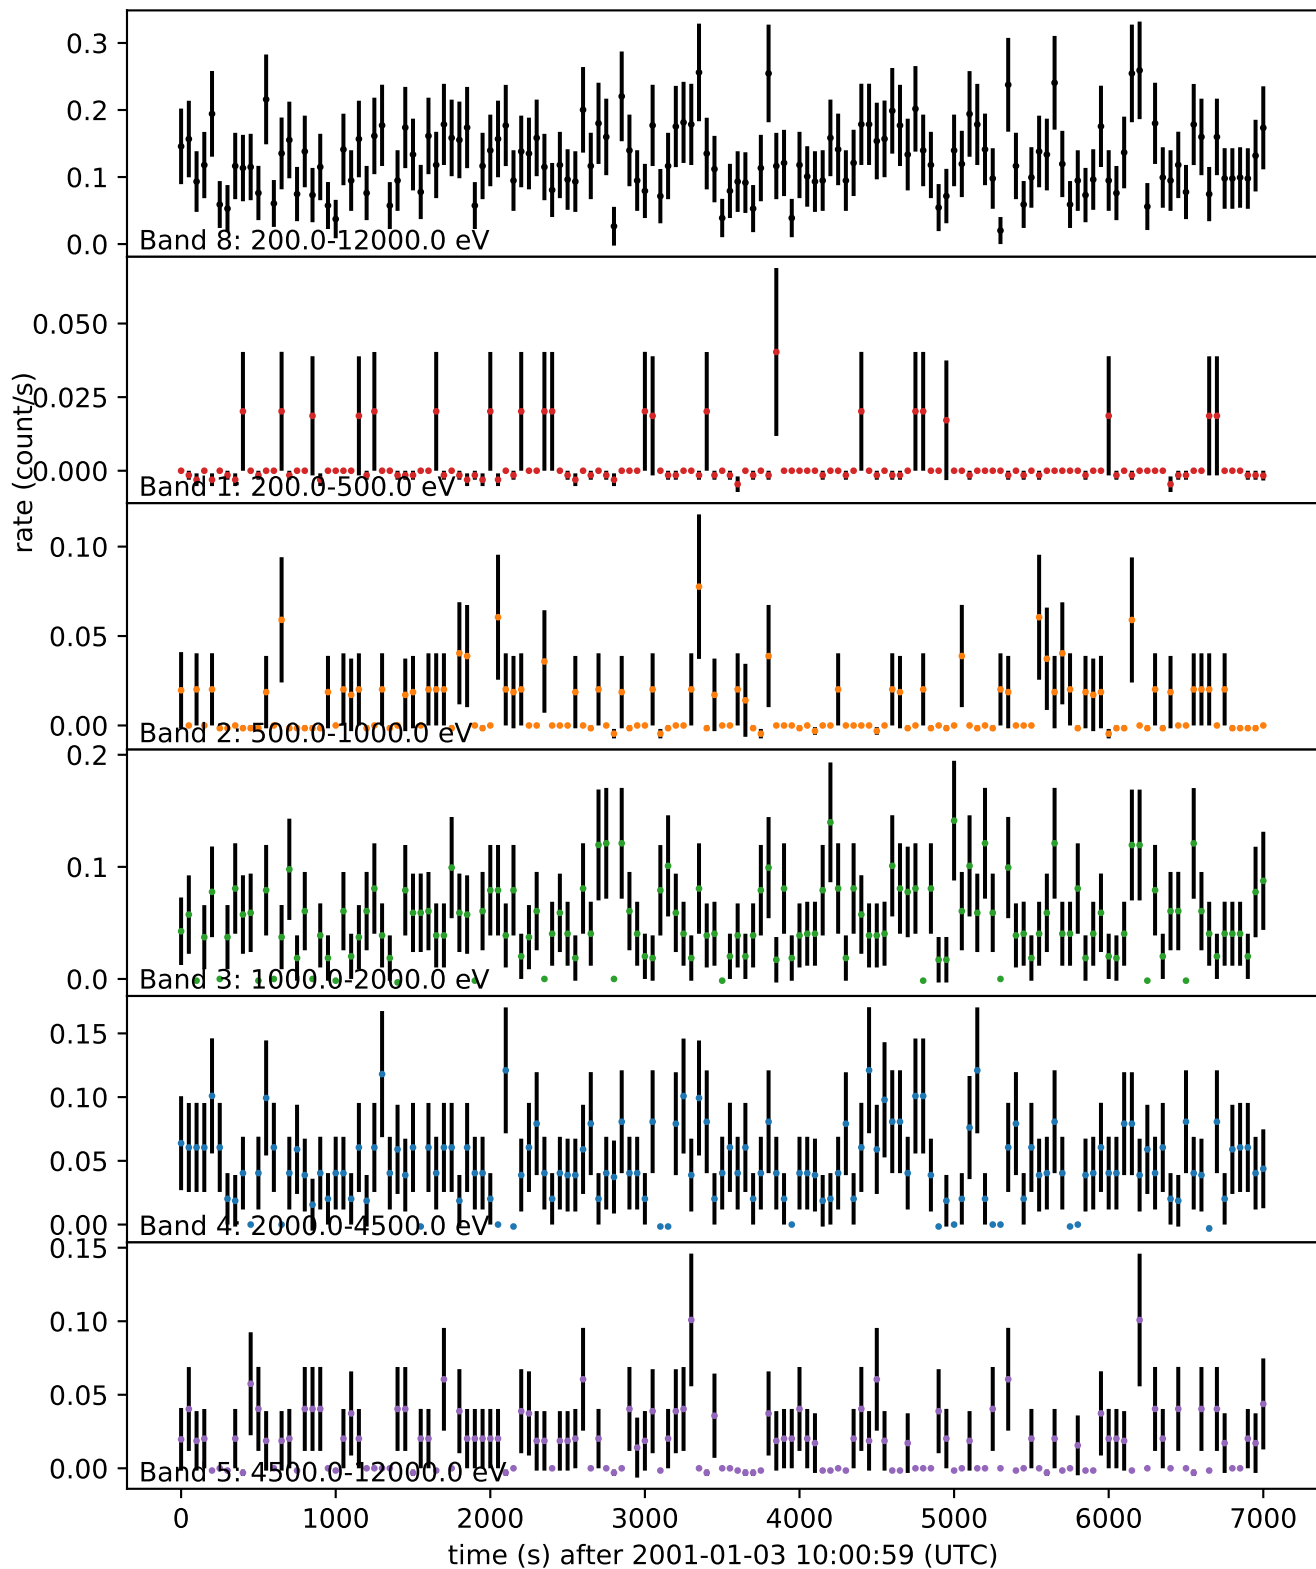 0.3
0.2
0.1
0.0
Band 8: 200.0-12000.0 eV
rate (count/s)
0.050
0.025
0.000
Band 1: 200.0-500.0 eV
0.10
0.05
0.00
Band 2: 500.0-1000.0 eV
0.2
0.1
0.0
Band 3: 1000.0-2000.0 eV
0.15
0.10
0.05
0.00
Band 4: 2000.0-4500.0 eV
0.15
0.10
0.05
0.00
Band 5: 4500.0-12000.0 eV
0 1000 2000 3000 4000 5000 6000 7000
time (s) after 2001-01-03 10:00:59 (UTC)